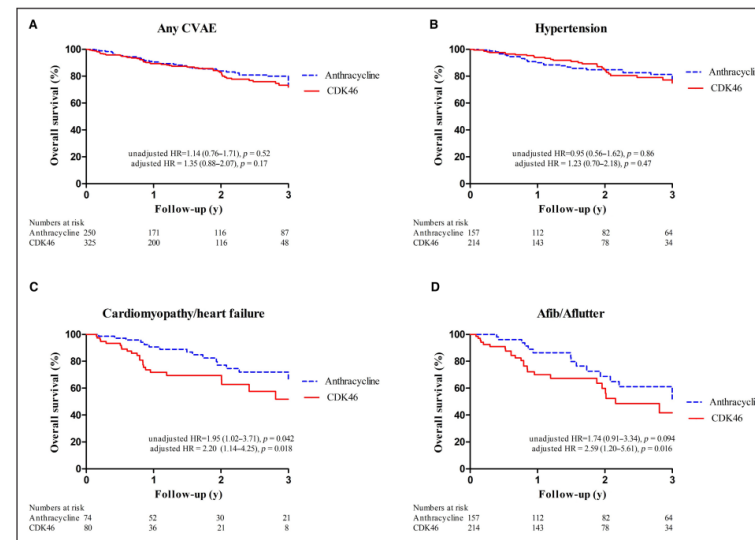 A
Any CVAE
100
80
60
40
20
0
Overall survival (%)
0 1 2 3
Follow-up (y)
Anthracycline
CDK46
unadjusted HR=1.14 (0.76–1.71), p = 0.52
adjusted HR = 1.35 (0.88–2.07), p = 0.17
Numbers at risk
Anthracycline 250 171 116 87
CDK46 325 200 116 48
B
Hypertension
100
80
60
40
20
0
Overall survival (%)
0 1 2 3
Follow-up (y)
Anthracycli
CDK46
unadjusted HR=0.95 (0.56–1.62), p = 0.86
adjusted HR = 1.23 (0.70–2.18), p = 0.47
Numbers at risk
Anthracycline 157 112 82 64
CDK46 214 143 78 34
C
Cardiomyopathy/heart failure
100
80
60
40
20
0
Overall survival (%)
0 1 2 3
Follow-up (y)
Anthracycline
CDK46
unadjusted HR=1.95 (1.02–3.71), p = 0.042
adjusted HR = 2.20 (1.14–4.25), p = 0.018
Numbers at risk
Anthracycline 74 52 30 21
CDK46 80 36 21 8
D
Afib/Aflutter
100
80
60
40
20
0
Overall survival (%)
0 1 2 3
Follow-up (y)
Anthracycli
CDK46
unadjusted HR=1.74 (0.91–3.34), p = 0.094
adjusted HR = 2.59 (1.20–5.61), p = 0.016
Numbers at risk
Anthracycline 157 112 82 64
CDK46 214 143 78 34